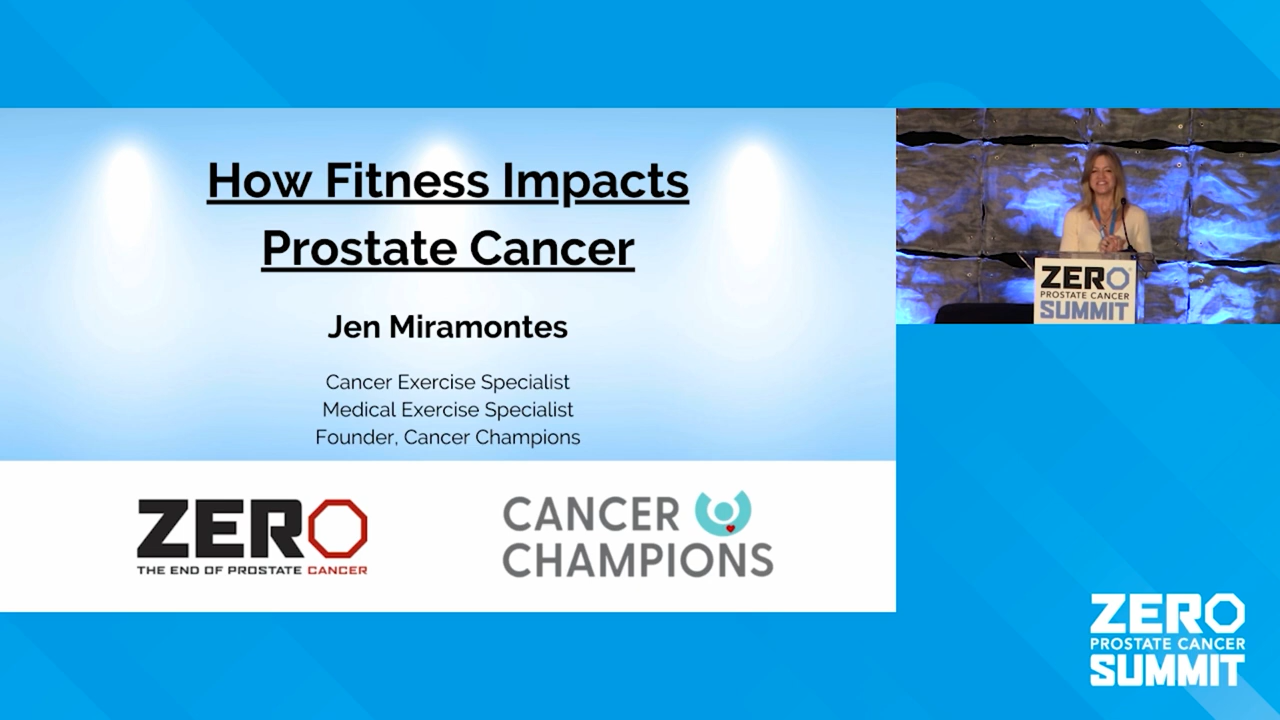 How Fitness Impacts
Prostate Cancer
Jen Miramontes
Cancer Exercise Specialist
Medical Exercise Specialist
Founder, Cancer Champions
ZERO
THE END OF PROSTATE CANCER
CANCER
CHAMPIONS
ZERO
PROSTATE CANCER
SUMMIT
ZERO
PROSTATE CANCER
SUMMIT